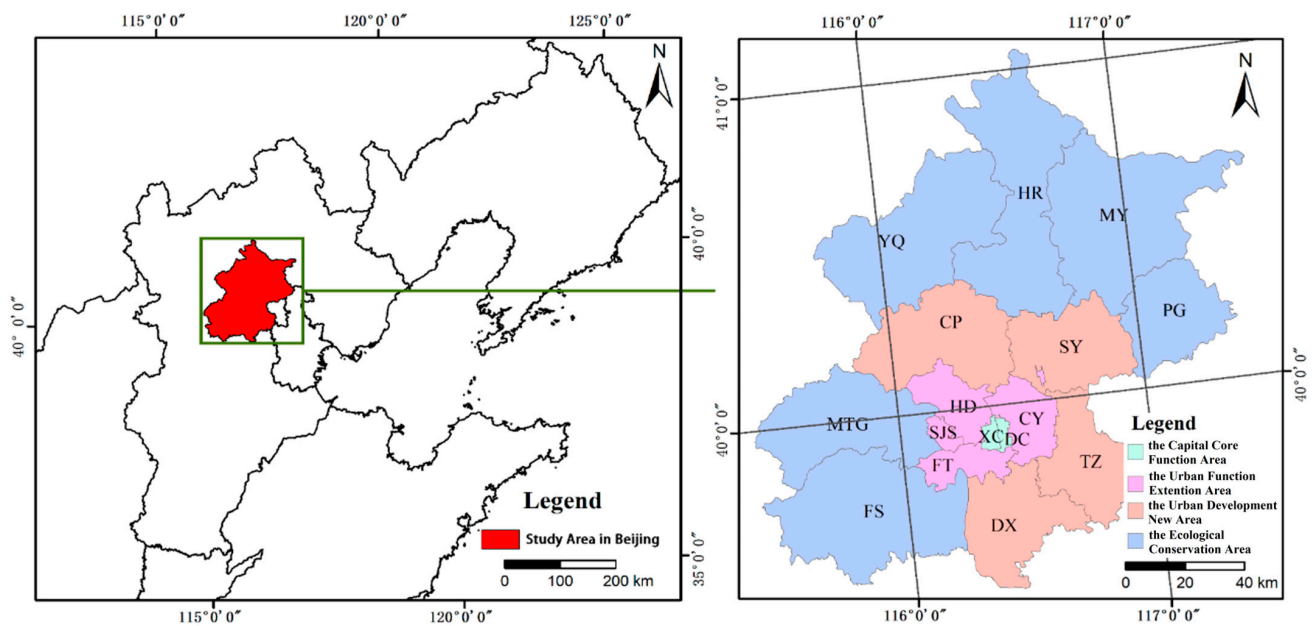 115°0′0″ 120°0′0″ 125°0′0″
N
40°0′0″
40°0′0″
35°0′0″
Legend
Study Area in Beijing
0 100 200 km
115°0′0″ 120°0′0″
116°0′0″ 117°0′0″
N
41°0′0″
HR
MY
YQ
PG
CP
SY
40°0′0″
HD
CY
MTG
SJS
XC
DC
40°0′0″
FT
TZ
FS
DX
Legend
the Capital Core
Function Area
the Urban Function
Extention Area
the Urban Development
New Area
the Ecological
Conservation Area
0 20 40 km
116°0′0″ 117°0′0″